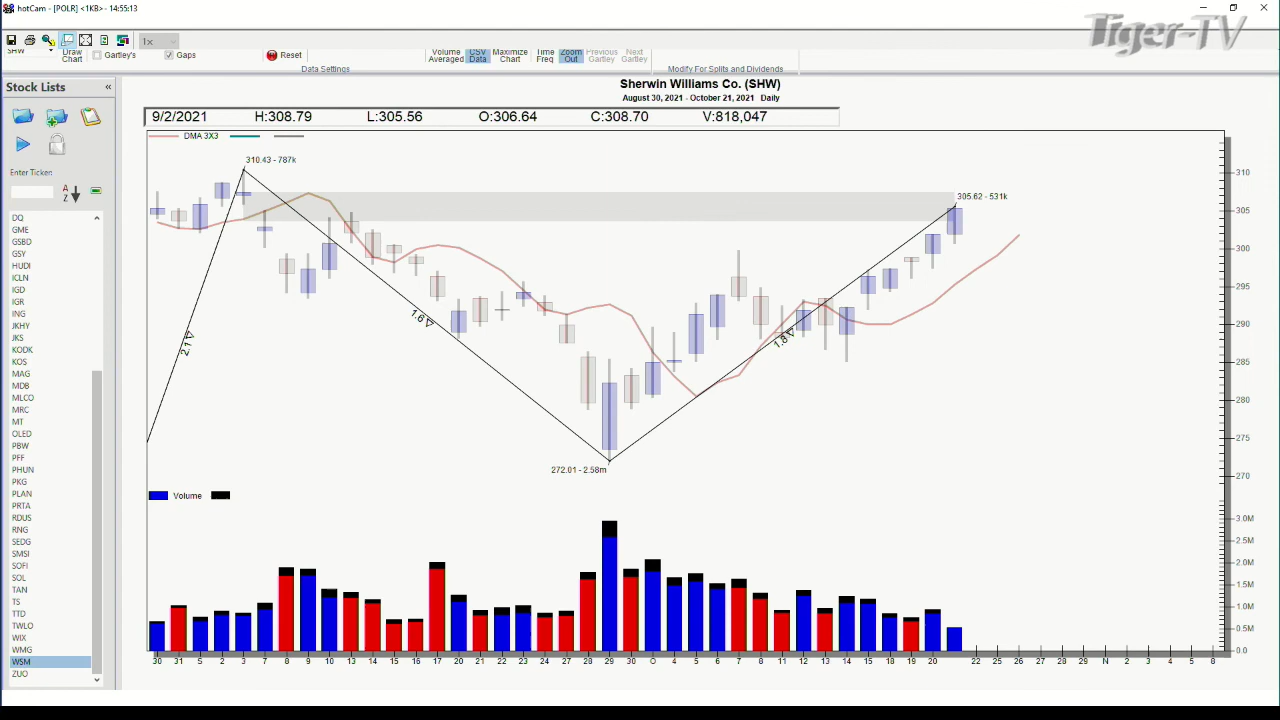 hotCam - [POLR] <1KB> - 14:55:13
Tiger-TV
1x
SHW
Draw Chart
Gartley's
Gaps
Reset
Volume Averaged
CSV Data
Maximize Chart
Time Freq
Zoom Out
Previous Gartley
Next Gartley
Data Settings
Modify For Splits and Dividends
Stock Lists
«
Enter Ticker:
A
Z
DQ
GME
GSBD
GSY
HUDI
ICLN
IGD
IGR
ING
JKHY
JKS
KODK
KOS
MAG
MDB
MLCO
MRC
MT
OLED
PBW
PFF
PHUN
PKG
PLAN
PRTA
RDUS
RNG
SEDG
SMSI
SOFI
SOL
TAN
TS
TTD
TWLO
WIX
WMG
WSM
ZUO
Sherwin Williams Co. (SHW)
August 30, 2021 - October 21, 2021 Daily
9/2/2021 H:308.79 L:305.56 O:306.64 C:308.70 V:818,047
DMA 3X3
310.43 - 787k
305.62 - 531k
2.1
1.6
1.8
272.01 - 2.58m
310
305
300
295
290
285
280
275
270
Volume
3.0M
2.5M
2.0M
1.5M
1.0M
0.5M
0.0
30 31 S 2 3 7 8 9 10 13 14 15 16 17 20 21 22 23 24 27 28 29 30 O 4 5 6 7 8 11 12 13 14 15 18 19 20 22 25 26 27 28 29 N 2 3 4 5 8